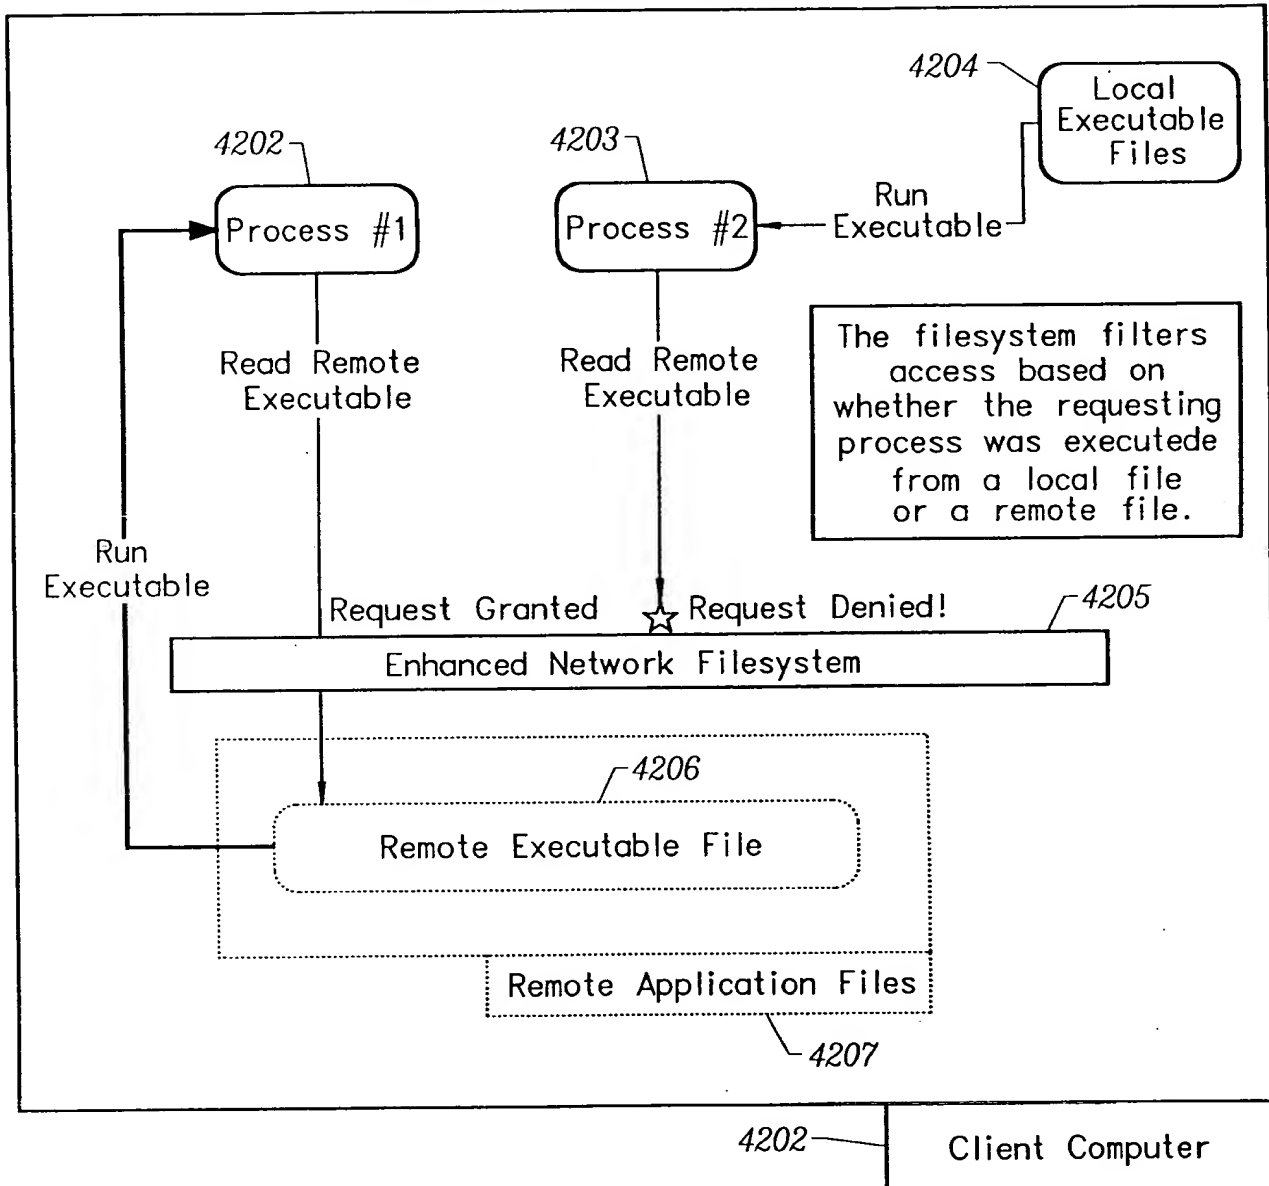 4204
Local
Executable
Files
4202
4203
Process #1
Process #2
Run
Executable
Read Remote
Executable
Read Remote
Executable
The filesystem filters
access based on
whether the requesting
process was executede
from a local file
or a remote file.
Run
Executable
Request Granted
Request Denied!
4205
Enhanced Network Filesystem
4206
Remote Executable File
Remote Application Files
4207
4202
Client Computer